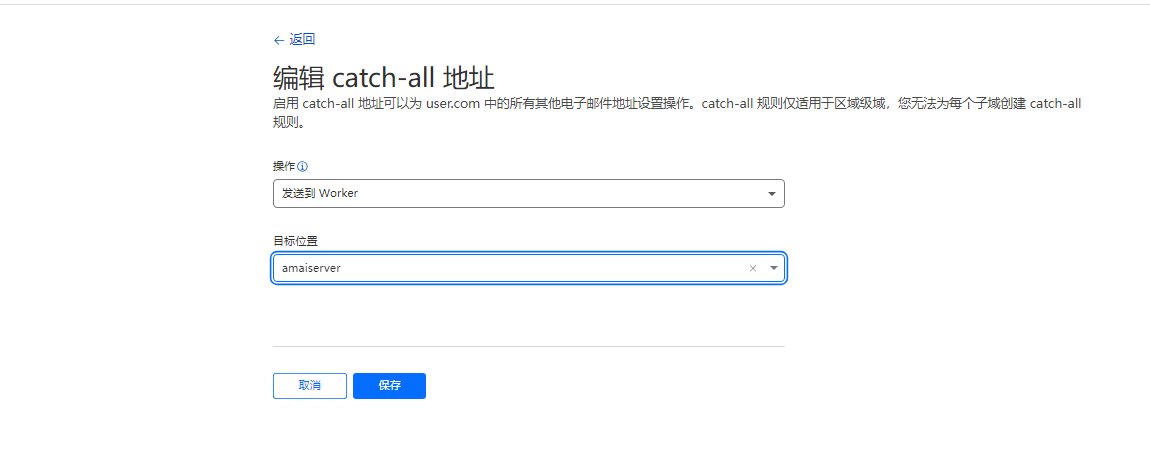 ← 返回
编辑 catch-all 地址
启用 catch-all 地址可以为 user.com 中的所有其他电子邮件地址设置操作。catch-all 规则仅适用于区域级域，您无法为每个子域创建 catch-all
规则。
操作
发送到 Worker
目标位置
amaiserver
取消 保存